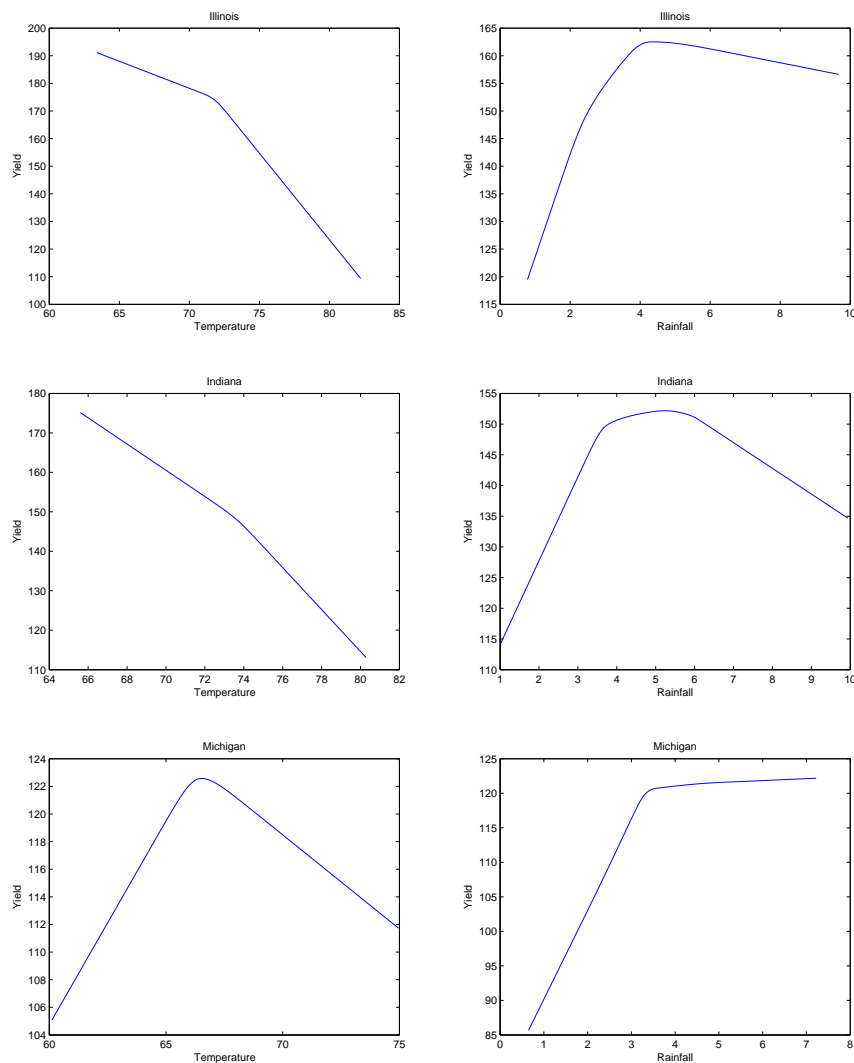 Illinois
200
190
180
170
160
150
140
130
120
110
100
Yield
60 65 70 75 80 85
Temperature
Illinois
165
160
155
150
145
140
135
130
125
120
115
Yield
0 2 4 6 8 10
Rainfall
Indiana
180
170
160
150
140
130
120
110
Yield
64 66 68 70 72 74 76 78 80 82
Temperature
Indiana
155
150
145
140
135
130
125
120
115
110
Yield
1 2 3 4 5 6 7 8 9 10
Rainfall
Michigan
124
122
120
118
116
114
112
110
108
106
104
Yield
60 65 70 75
Temperature
Michigan
125
120
115
110
105
100
95
90
85
Yield
0 1 2 3 4 5 6 7 8
Rainfall